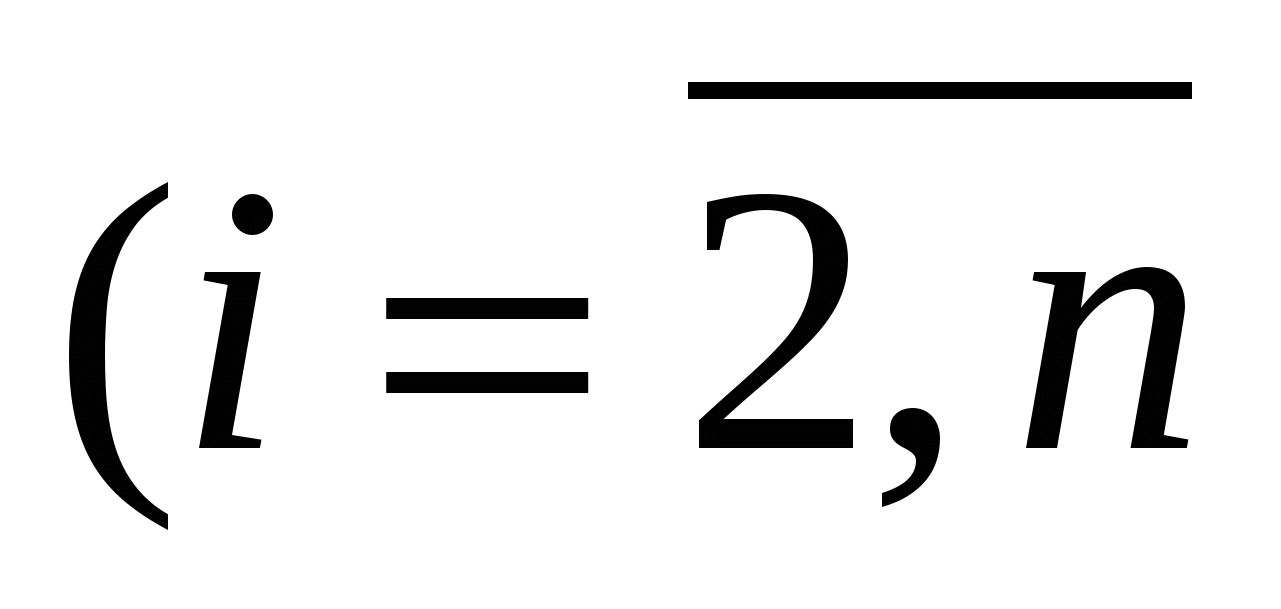 (i = \overline{2, n}